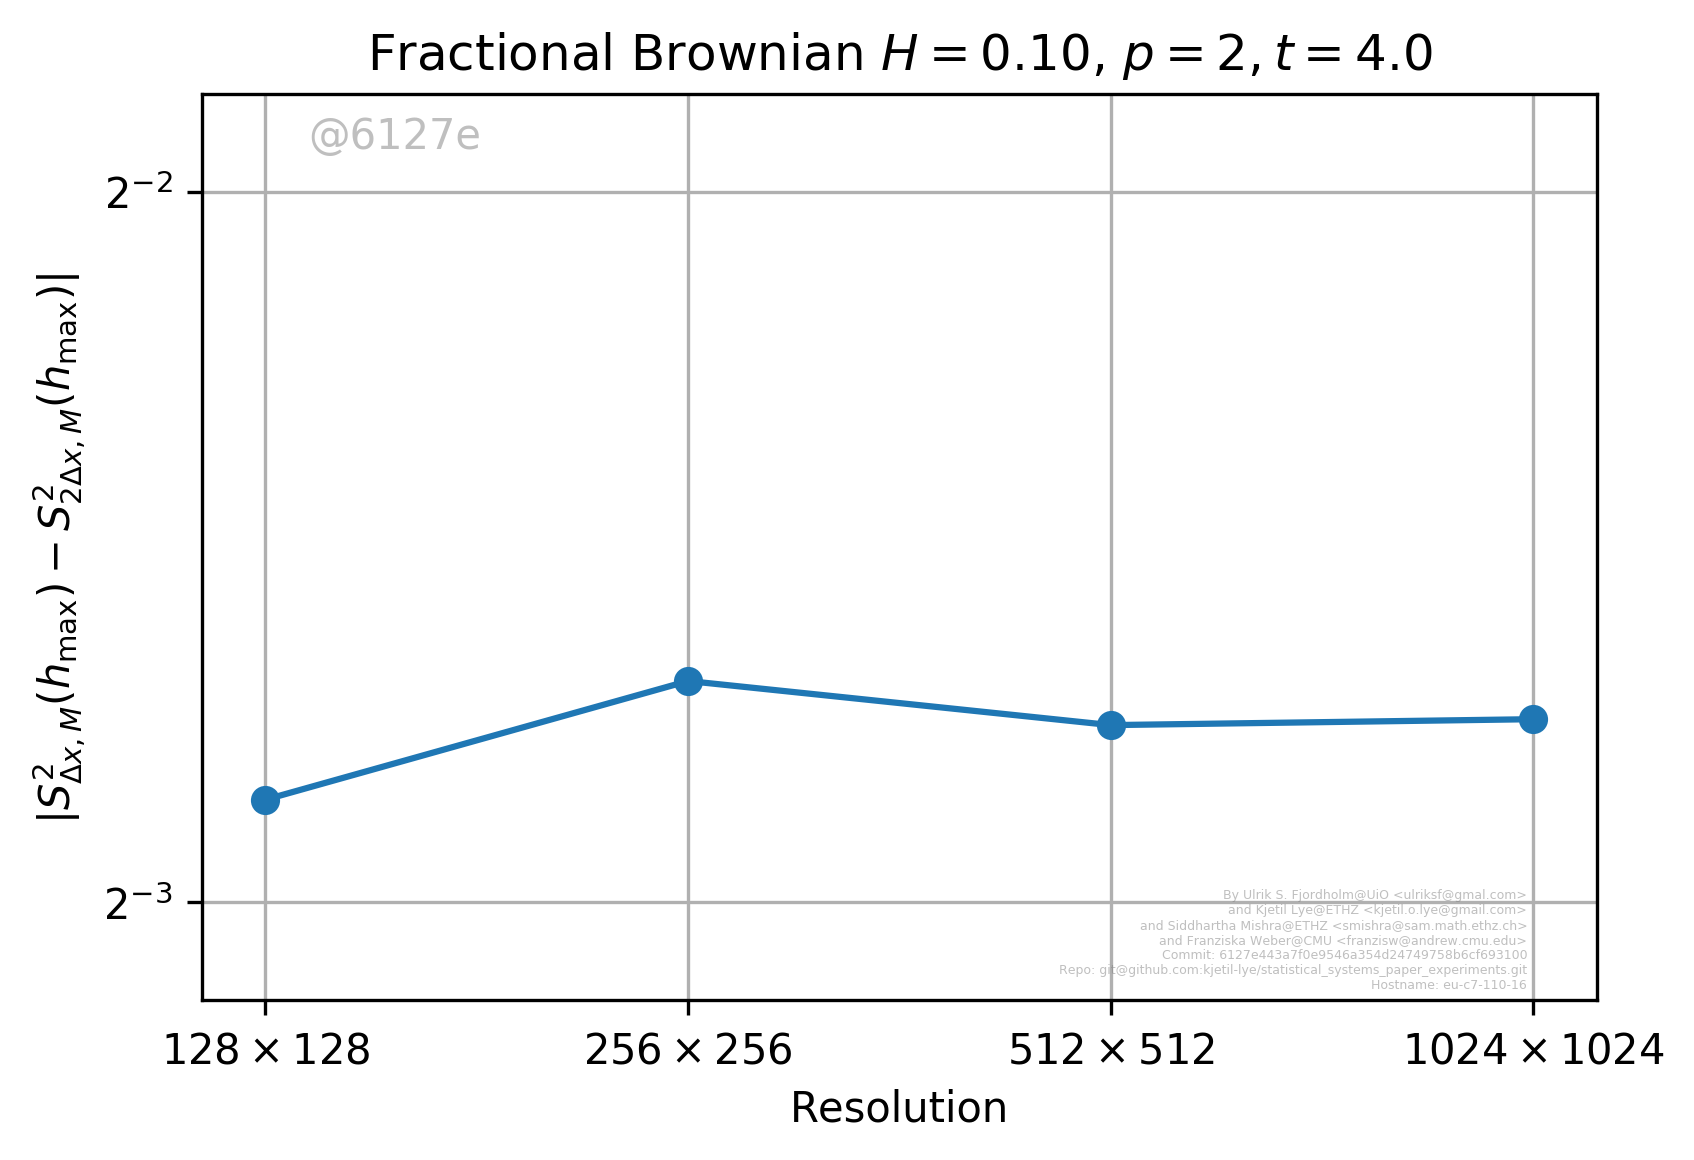 Fractional Brownian H = 0.10, p = 2, t = 4.0
@6127e
2⁻²
|S²_{Δx,M}(h_max) − S²_{2Δx,M}(h_max)|
2⁻³
By Ulrik S. Fjordholm@UiO <ulriksf@gmal.com>
and Kjetil Lye@ETHZ <kjetil.o.lye@gmail.com>
and Siddhartha Mishra@ETHZ <smishra@sam.math.ethz.ch>
and Franziska Weber@CMU <franzisw@andrew.cmu.edu>
Commit: 6127e443a7f0e9546a354d24749758b6cf693100
Repo: git@github.com:kjetil-lye/statistical_systems_paper_experiments.git
Hostname: eu-c7-110-16
128 × 128 256 × 256 512 × 512 1024 × 1024
Resolution